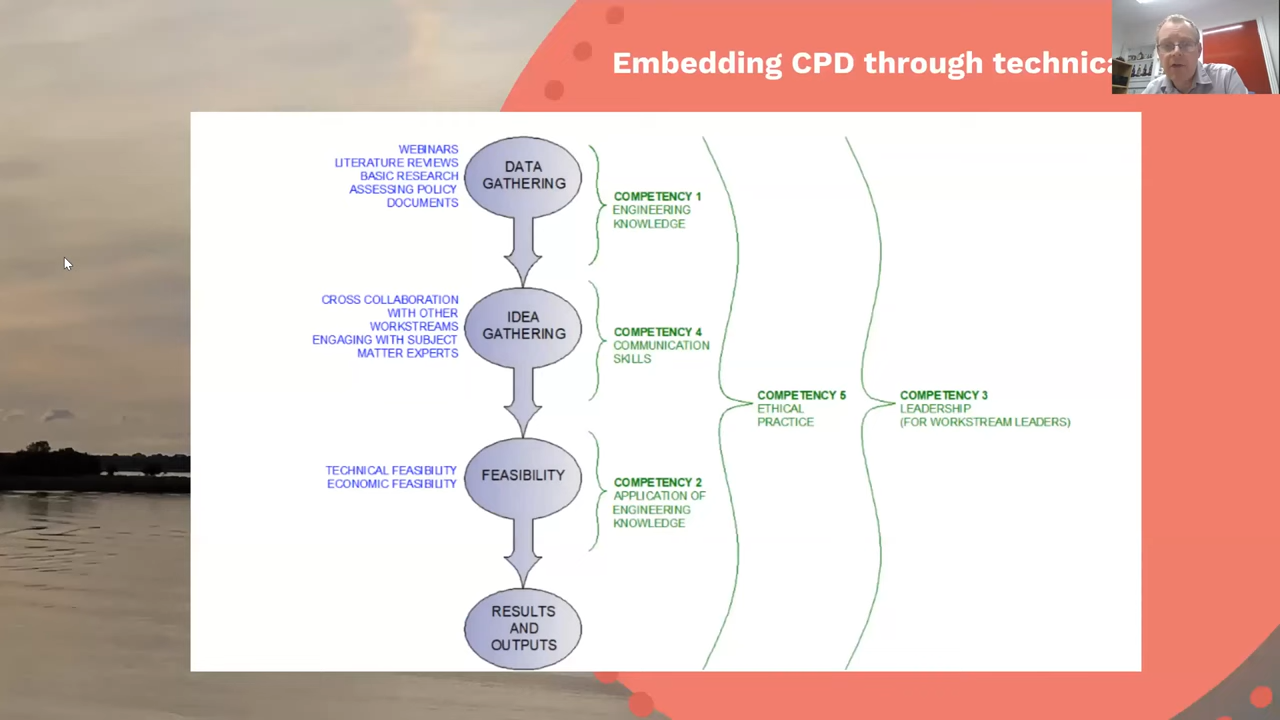 Embedding CPD through technic
WEBINARS
LITERATURE REVIEWS
BASIC RESEARCH
ASSESSING POLICY
DOCUMENTS
DATA
GATHERING
COMPETENCY 1
ENGINEERING
KNOWLEDGE
CROSS COLLABORATION
WITH OTHER
WORKSTREAMS
ENGAGING WITH SUBJECT
MATTER EXPERTS
IDEA
GATHERING
COMPETENCY 4
COMMUNICATION
SKILLS
COMPETENCY 5
ETHICAL
PRACTICE
COMPETENCY 3
LEADERSHIP
(FOR WORKSTREAM LEADERS)
TECHNICAL FEASIBILITY
ECONOMIC FEASIBILITY
FEASIBILITY
COMPETENCY 2
APPLICATION OF
ENGINEERING
KNOWLEDGE
RESULTS
AND
OUTPUTS